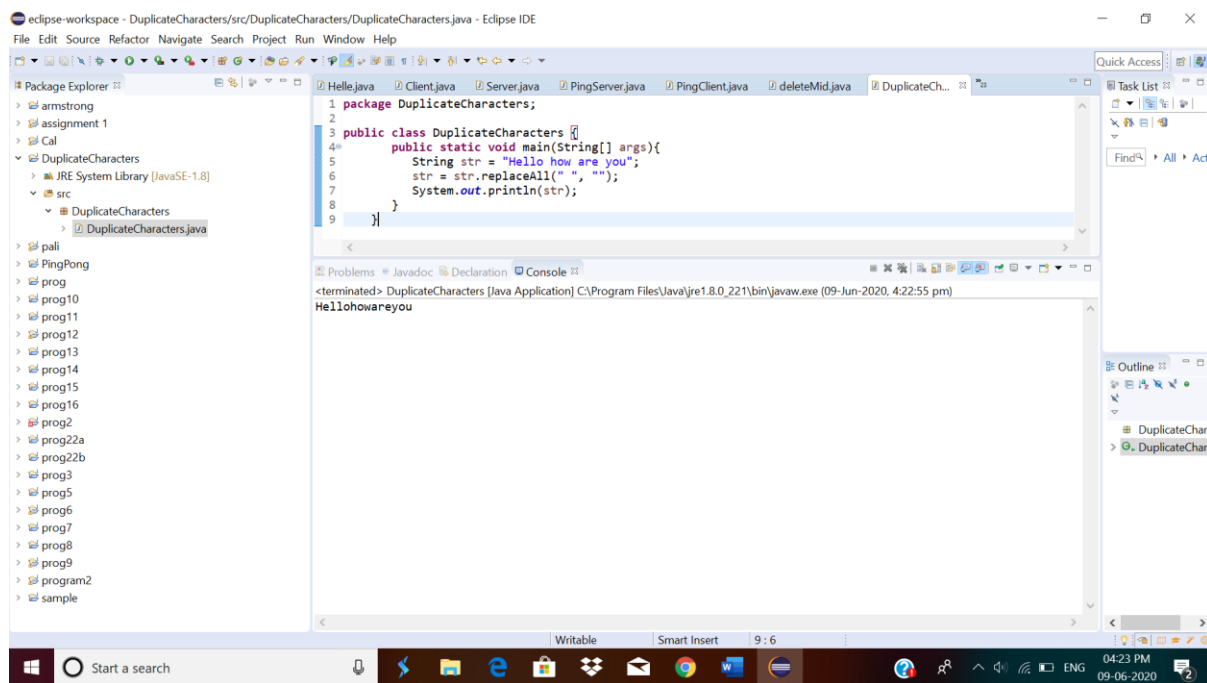 eclipse-workspace - DuplicateCharacters/src/DuplicateCharacters/DuplicateCharacters.java - Eclipse IDE
File Edit Source Refactor Navigate Search Project Run Window Help
Quick Access
Package Explorer
armstrong
assignment 1
Cal
DuplicateCharacters
JRE System Library [JavaSE-1.8]
src
DuplicateCharacters
DuplicateCharacters.java
pali
PingPong
prog
prog10
prog11
prog12
prog13
prog14
prog15
prog16
prog2
prog22a
prog22b
prog3
prog5
prog6
prog7
prog8
prog9
program2
sample
Helle.java Client.java Server.java PingServer.java PingClient.java deleteMid.java DuplicateCh... »23
1 package DuplicateCharacters;
2
3 public class DuplicateCharacters {
4 public static void main(String[] args){
5 String str = "Hello how are you";
6 str = str.replaceAll(" ", "");
7 System.out.println(str);
8 }
9 }
Problems Javadoc Declaration Console
<terminated> DuplicateCharacters [Java Application] C:\Program Files\Java\jre1.8.0_221\bin\javaw.exe (09-Jun-2020, 4:22:55 pm)
Hellohowareyou
Task List
Find All Act
Outline
DuplicateChar
DuplicateChar
Writable Smart Insert 9 : 6
Start a search
ENG
04:23 PM
09-06-2020